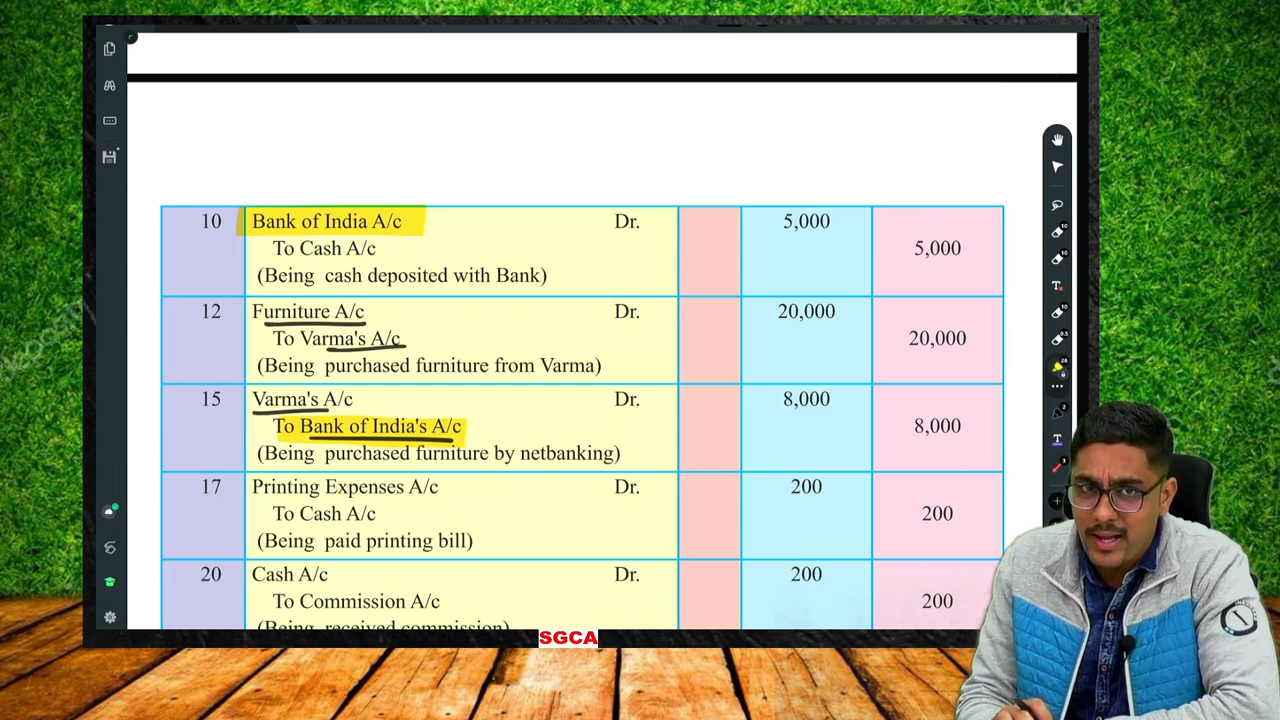 10 Bank of India A/c Dr. 5,000
To Cash A/c 5,000
(Being cash deposited with Bank)
12 Furniture A/c Dr. 20,000
To Varma's A/c 20,000
(Being purchased furniture from Varma)
15 Varma's A/c Dr. 8,000
To Bank of India's A/c 8,000
(Being purchased furniture by netbanking)
17 Printing Expenses A/c Dr. 200
To Cash A/c 200
(Being paid printing bill)
20 Cash A/c Dr. 200
To Commission A/c 200
(Being received commission)
SGCA